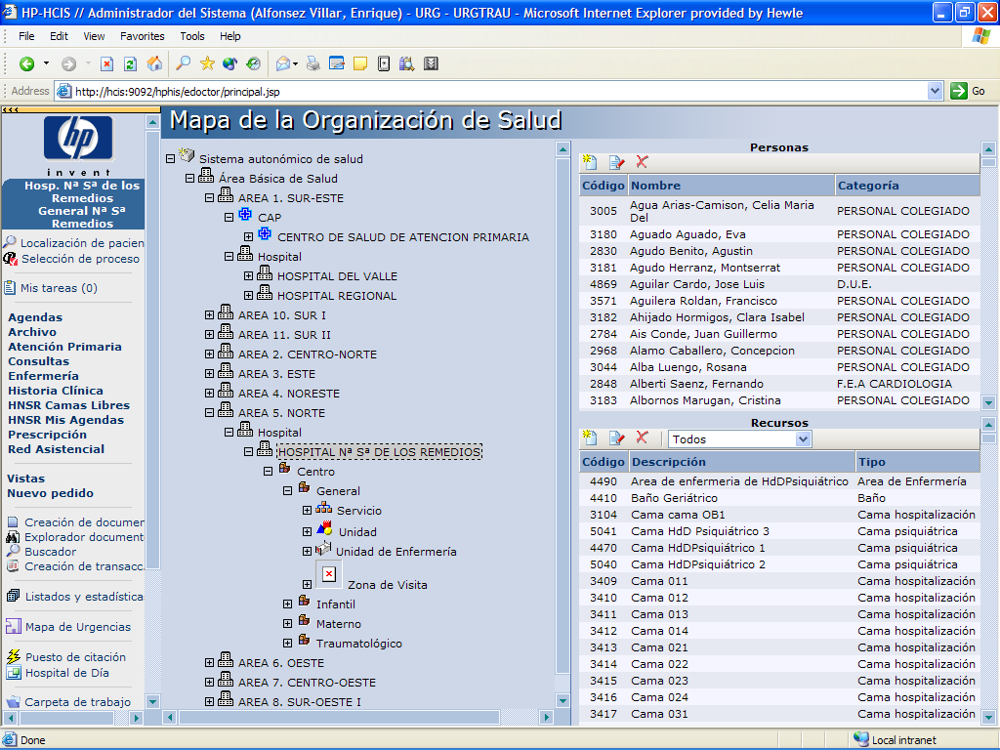 HP-HCIS // Administrador del Sistema (Alfonsez Villar, Enrique) - URG - URGTRAU - Microsoft Internet Explorer provided by Hewle
File Edit View Favorites Tools Help
Address http://hcis:9092/hphis/edoctor/principal.jsp Go
hp
invent
Hosp. Nª Sª de los
Remedios
General Nª Sª
Remedios
Localización de pacien
Selección de proceso
Mis tareas (0)
Agendas
Archivo
Atención Primaria
Consultas
Enfermería
Historia Clínica
HNSR Camas Libres
HNSR Mis Agendas
Prescripción
Red Asistencial
Vistas
Nuevo pedido
Creación de documer
Explorador document
Buscador
Creación de transacc.
Listados y estadística
Mapa de Urgencias
Puesto de citación
Hospital de Día
Carpeta de trabajo
Mapa de la Organización de Salud
Sistema autonómico de salud
Área Básica de Salud
AREA 1. SUR-ESTE
CAP
CENTRO DE SALUD DE ATENCION PRIMARIA
Hospital
HOSPITAL DEL VALLE
HOSPITAL REGIONAL
AREA 10. SUR I
AREA 11. SUR II
AREA 2. CENTRO-NORTE
AREA 3. ESTE
AREA 4. NORESTE
AREA 5. NORTE
Hospital
HOSPITAL Nª Sª DE LOS REMEDIOS
Centro
General
Servicio
Unidad
Unidad de Enfermería
Zona de Visita
Infantil
Materno
Traumatológico
AREA 6. OESTE
AREA 7. CENTRO-OESTE
AREA 8. SUR-OESTE I
Personas
Código Nombre Categoría
3005 Agua Arias-Camison, Celia Maria Del PERSONAL COLEGIADO
3180 Aguado Aguado, Eva PERSONAL COLEGIADO
2830 Agudo Benito, Agustin PERSONAL COLEGIADO
3181 Agudo Herranz, Montserrat PERSONAL COLEGIADO
4869 Aguilar Cardo, Jose Luis D.U.E.
3571 Aguilera Roldan, Francisco PERSONAL COLEGIADO
3182 Ahijado Hormigos, Clara Isabel PERSONAL COLEGIADO
2784 Ais Conde, Juan Guillermo PERSONAL COLEGIADO
2968 Alamo Caballero, Concepcion PERSONAL COLEGIADO
3044 Alba Luengo, Rosana PERSONAL COLEGIADO
2848 Alberti Saenz, Fernando F.E.A CARDIOLOGIA
3183 Albornos Marugan, Cristina PERSONAL COLEGIADO
Recursos
Todos
Código Descripción Tipo
4490 Area de enfermeria de HdDPsiquiátrico Area de Enfermería
4410 Baño Geriátrico Baño
3104 Cama cama OB1 Cama hospitalización
5041 Cama HdD Psiquiátrico 3 Cama psiquiátrica
4470 Cama HdDPsiquiátrico 1 Cama psiquiátrica
5040 Cama HdDPsiquiátrico 2 Cama psiquiátrica
3409 Cama 011 Cama hospitalización
3410 Cama 012 Cama hospitalización
3411 Cama 013 Cama hospitalización
3412 Cama 014 Cama hospitalización
3413 Cama 021 Cama hospitalización
3414 Cama 022 Cama hospitalización
3415 Cama 023 Cama hospitalización
3416 Cama 024 Cama hospitalización
3417 Cama 031 Cama hospitalización
Done Local intranet